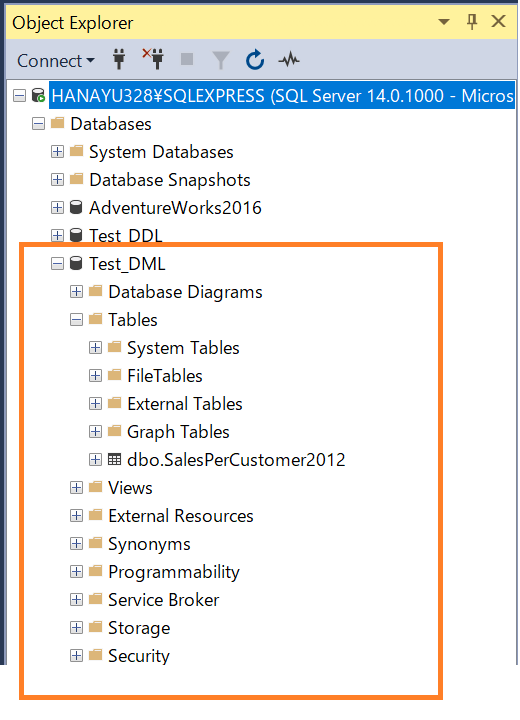 Object Explorer
Connect
HANAYU328¥SQLEXPRESS (SQL Server 14.0.1000 - Micros
Databases
System Databases
Database Snapshots
AdventureWorks2016
Test_DDL
Test_DML
Database Diagrams
Tables
System Tables
FileTables
External Tables
Graph Tables
dbo.SalesPerCustomer2012
Views
External Resources
Synonyms
Programmability
Service Broker
Storage
Security